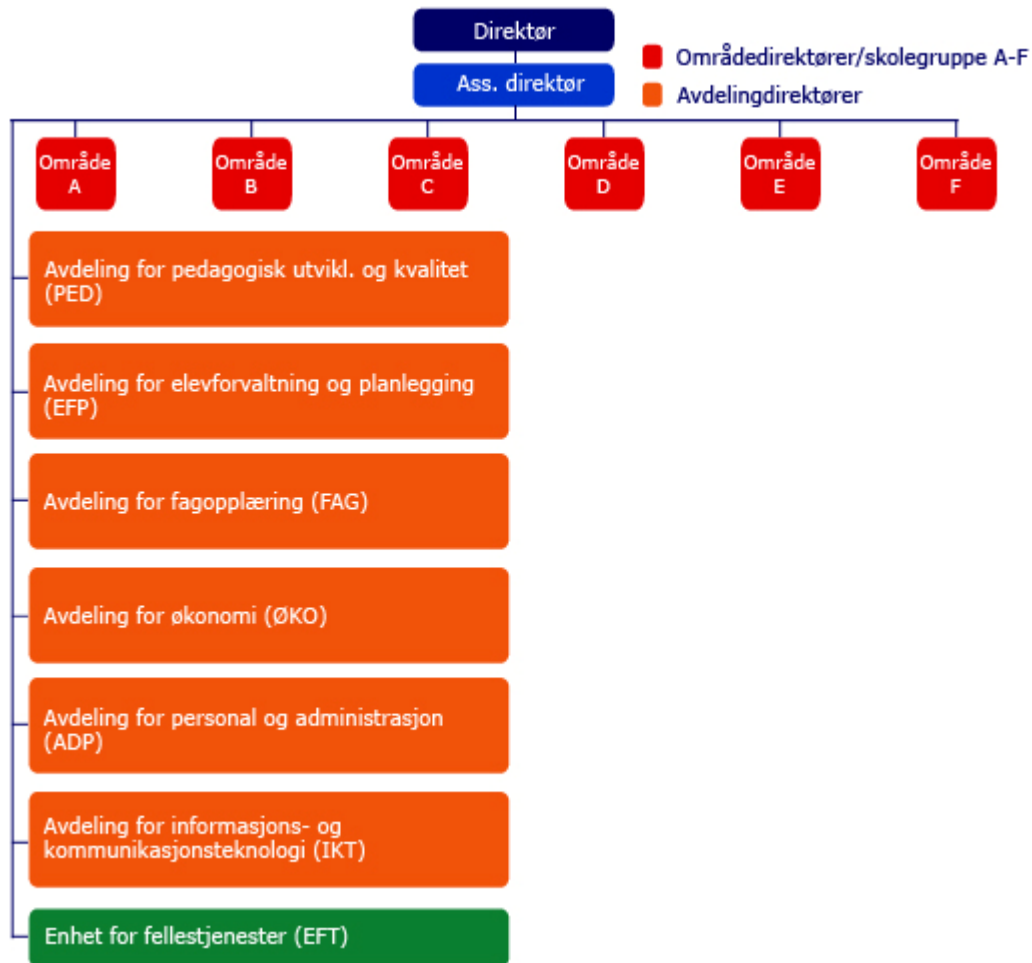 Direktør
Ass. direktør
Områdedirektører/skolegruppe A-F
Avdelingdirektører
Område
A
Område
B
Område
C
Område
D
Område
E
Område
F
Avdeling for pedagogisk utvikl. og kvalitet
(PED)
Avdeling for elevforvaltning og planlegging
(EFP)
Avdeling for fagopplæring (FAG)
Avdeling for økonomi (ØKO)
Avdeling for personal og administrasjon
(ADP)
Avdeling for informasjons- og
kommunikasjonsteknologi (IKT)
Enhet for fellestjenester (EFT)